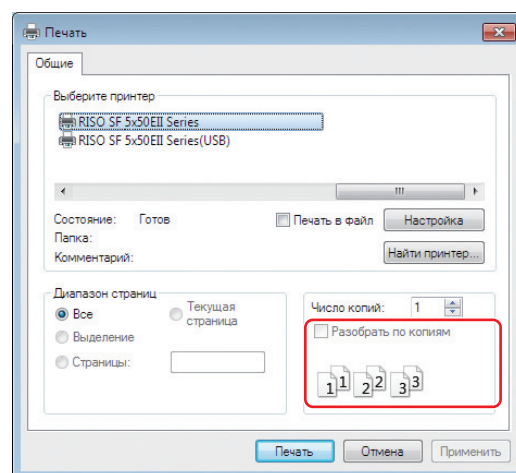 Печать
Общие
Выберите принтер
RISO SF 5x50EII Series
RISO SF 5x50EII Series(USB)
Состояние: Готов
Печать в файл
Настройка
Папка:
Комментарий:
Найти принтер...
Диапазон страниц
Все
Текущая страница
Выделение
Страницы:
Число копий: 1
Разобрать по копиям
1 1 2 2 3 3
Печать
Отмена
Применить